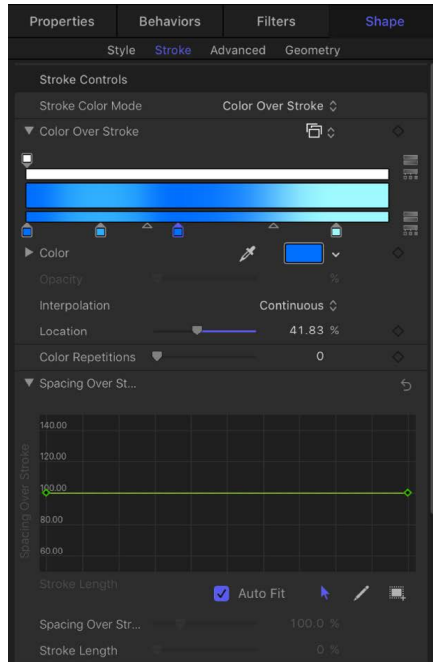 Properties Behaviors Filters Shape
Style Stroke Advanced Geometry
Stroke Controls
Stroke Color Mode Color Over Stroke
Color Over Stroke
Color
Opacity %
Interpolation Continuous
Location 41.83 %
Color Repetitions 0
Spacing Over St...
140.00
120.00
100.00
80.00
60.00
Spacing Over Stroke
Stroke Length
Auto Fit
Spacing Over Str... 100.0 %
Stroke Length 0 %